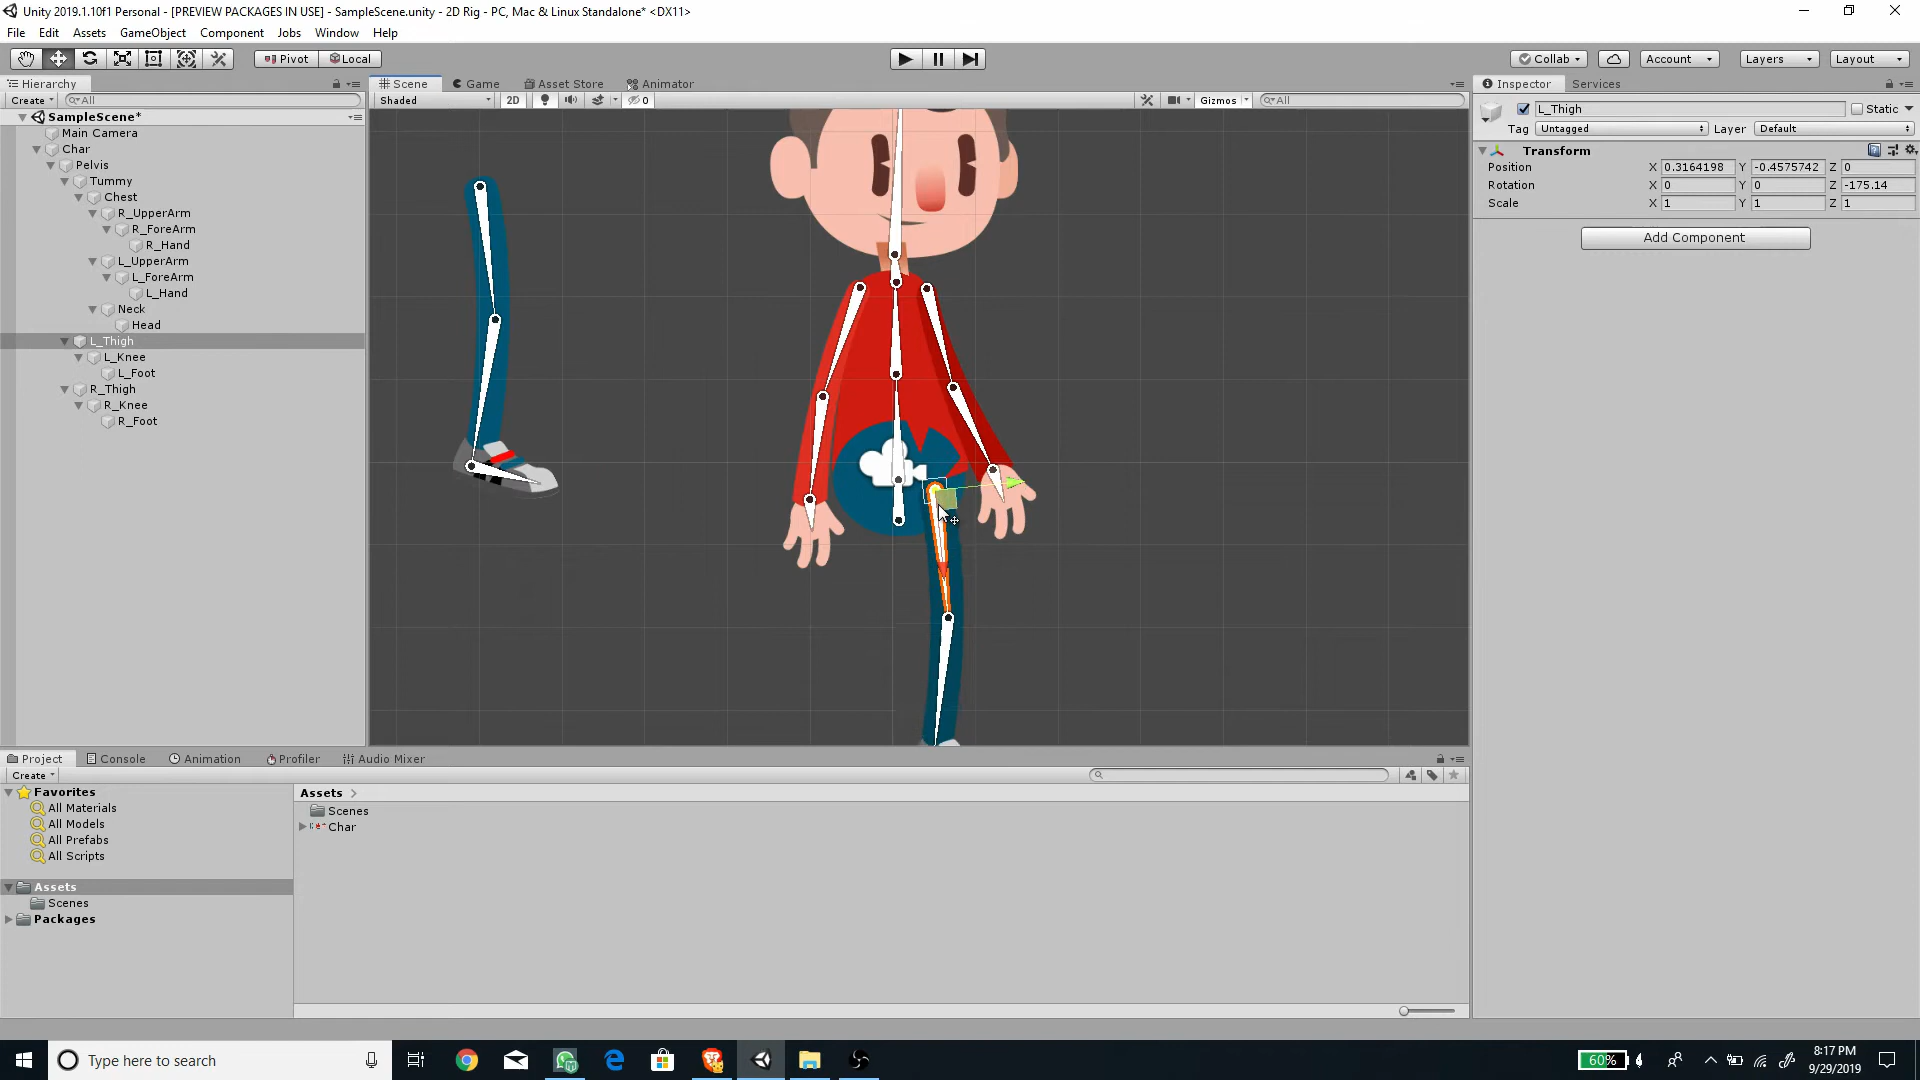 Unity 2019.1.10f1 Personal - [PREVIEW PACKAGES IN USE] - SampleScene.unity - 2D Rig - PC, Mac & Linux Standalone* <DX11>
File Edit Assets GameObject Component Jobs Window Help
Pivot Local Collab Account Layers Layout
Hierarchy
Create All
SampleScene*
Main Camera
Char
Pelvis
Tummy
Chest
R_UpperArm
R_ForeArm
R_Hand
L_UpperArm
L_ForeArm
L_Hand
Neck
Head
L_Thigh
L_Knee
L_Foot
R_Thigh
R_Knee
R_Foot
Scene Game Asset Store Animator
Shaded 2D 0 Gizmos All
Inspector Services
L_Thigh Static
Tag Untagged Layer Default
Transform
Position X 0.3164198 Y -0.4575742 Z 0
Rotation X 0 Y 0 Z -175.14
Scale X 1 Y 1 Z 1
Add Component
Project Console Animation Profiler Audio Mixer
Create
Favorites
All Materials
All Models
All Prefabs
All Scripts
Assets
Scenes
Packages
Assets
Scenes
Char
Type here to search
60%
8:17 PM
9/29/2019